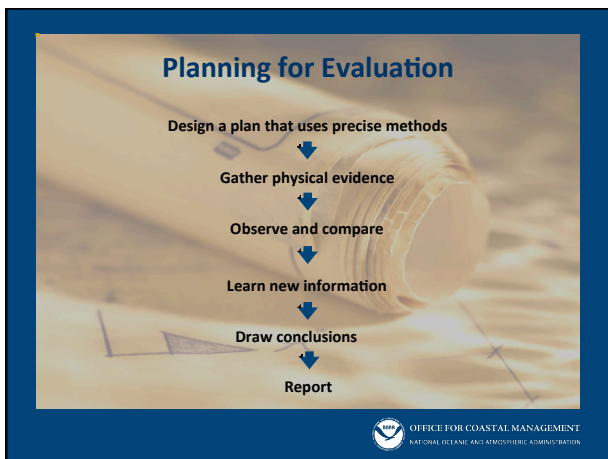 Planning for Evaluation
Design a plan that uses precise methods
Gather physical evidence
Observe and compare
Learn new information
Draw conclusions
Report
NOAA
OFFICE FOR COASTAL MANAGEMENT
NATIONAL OCEANIC AND ATMOSPHERIC ADMINISTRATION